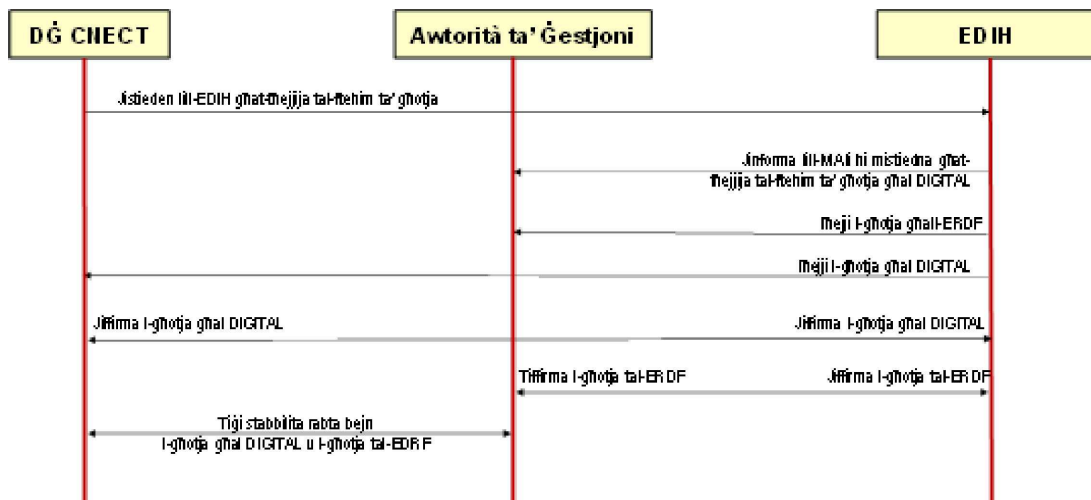 DĠ CNECT
Awtorità ta' Ġestjoni
EDIH
Jistieden lill-EDIH għat-tħejjija tal-ftehim ta' għotja
Jinforma lill-MA li hi mistiedna għat-
tħejjija tal-ftehim ta' għotja għal DIGITAL
Tħejji l-għotja għall-ERDF
Tħejji l-għotja għal DIGITAL
Jiffirma l-għotja għal DIGITAL
Jiffirma l-għotja għal DIGITAL
Tiffirma l-għotja tal-ERDF
Jiffirma l-għotja tal-ERDF
Tiġi stabbilita rabta bejn
l-għotja għal DIGITAL u l-għotja tal-EDRF